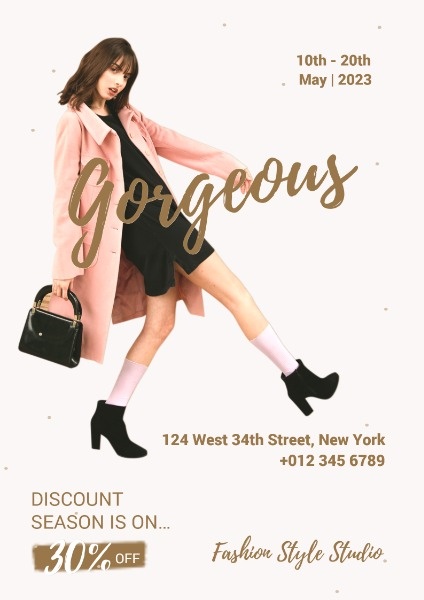 10th - 20th
May | 2023
Gorgeous
124 West 34th Street, New York
+012 345 6789
DISCOUNT
SEASON IS ON...
30% OFF
Fashion Style Studio